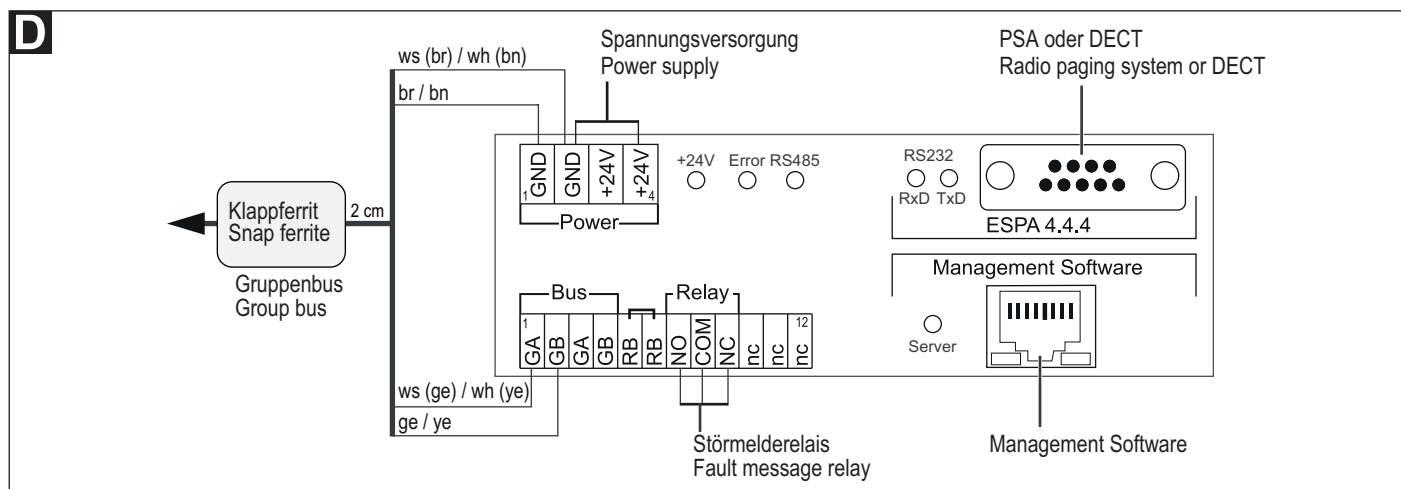 D
ws (br) / wh (bn)
br / bn
Spannungsversorgung
Power supply
PSA oder DECT
Radio paging system or DECT
1
GND
GND
+24V
+24V
4
Power
+24V
Error
RS485
RS232
RxD
TxD
ESPA 4.4.4
Klappferrit
Snap ferrite
2 cm
Gruppenbus
Group bus
Management Software
Bus
Relay
1
GA
GB
GA
GB
RB
RB
NO
COM
NC
nc
nc
12
nc
Server
ws (ge) / wh (ye)
ge / ye
Störmelderelais
Fault message relay
Management Software